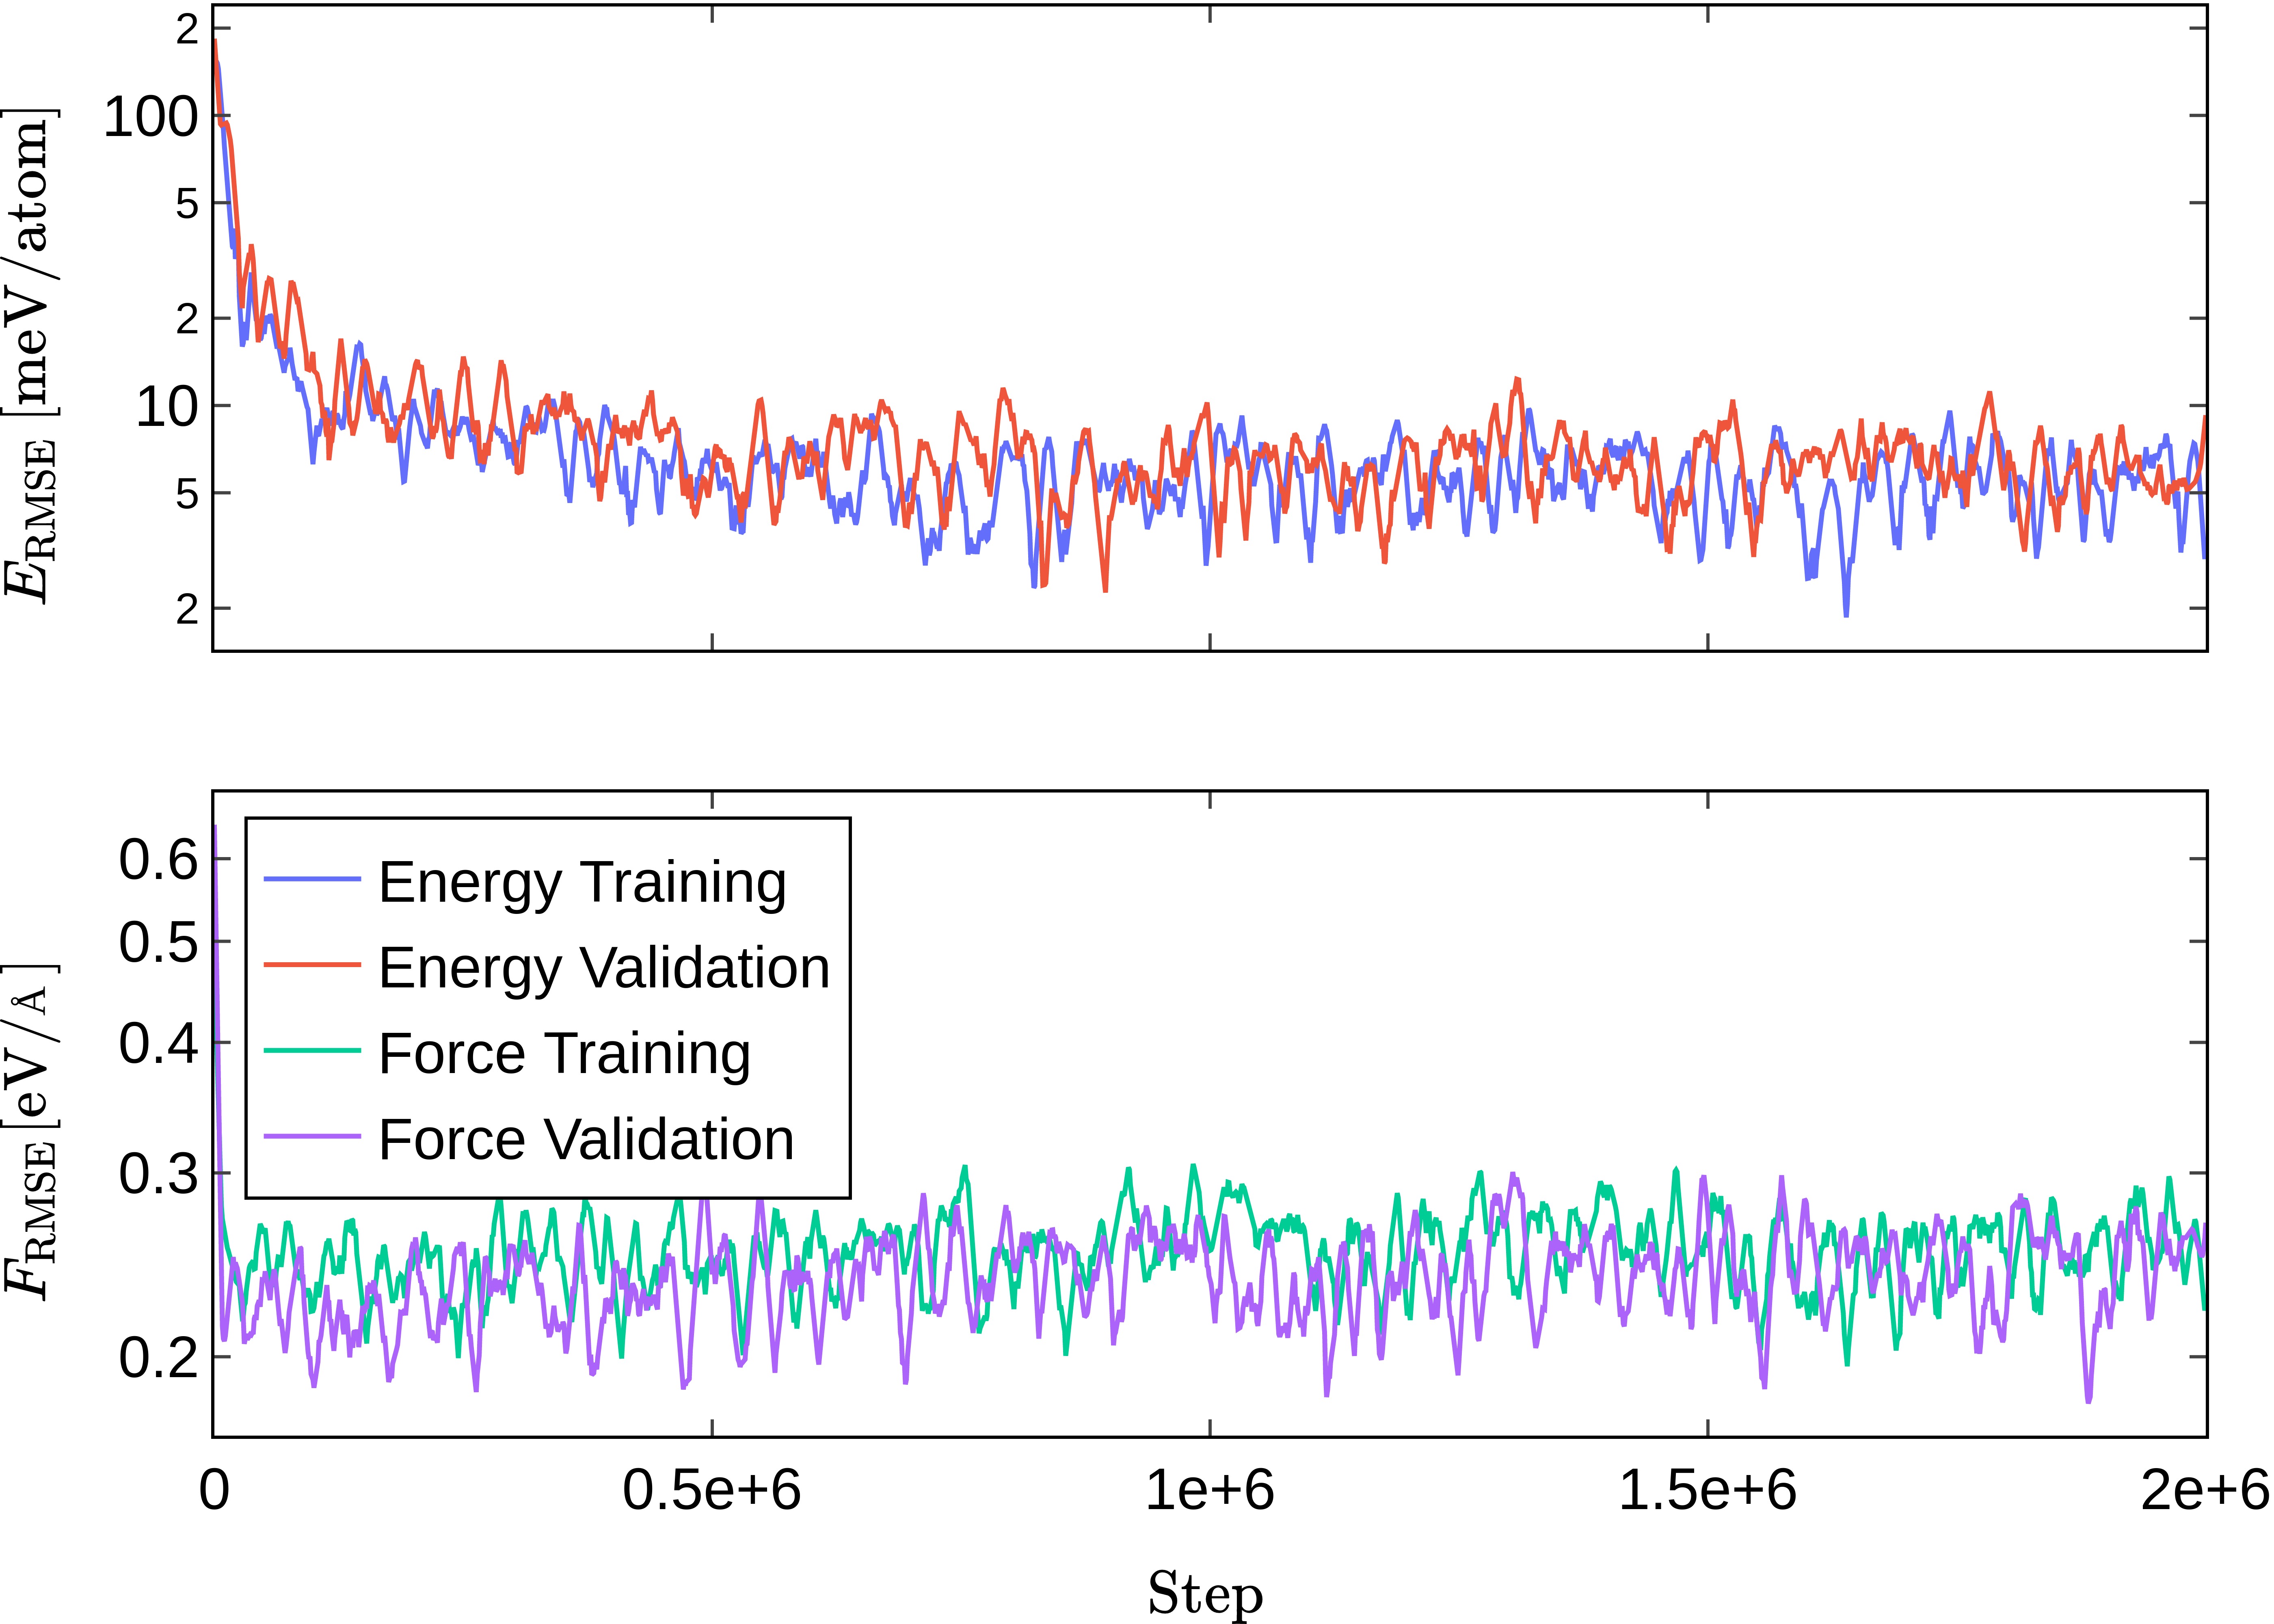 2
100
5
2
10
5
2
E_RMSE [meV/atom]
0.6
0.5
0.4
0.3
0.2
F_RMSE [eV/Å]
Energy Training
Energy Validation
Force Training
Force Validation
0 0.5e+6 1e+6 1.5e+6 2e+6
Step